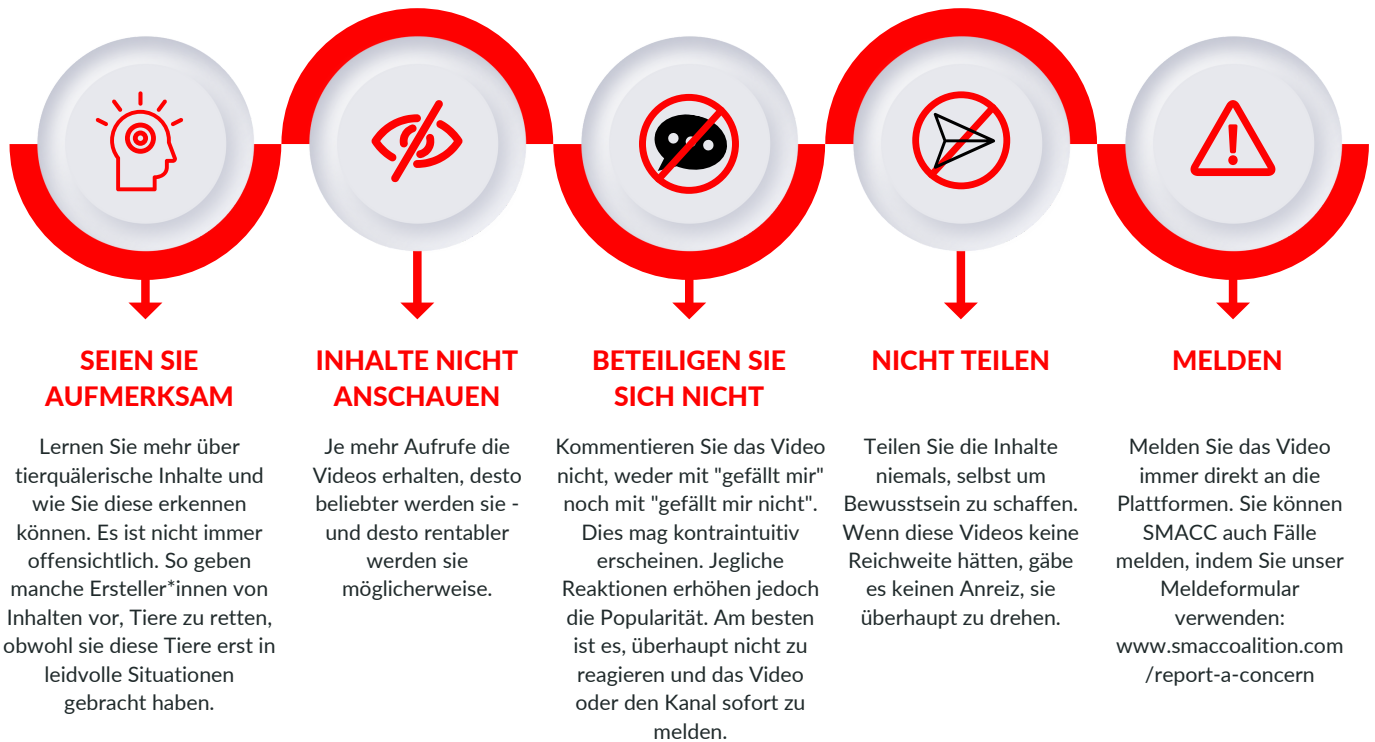 SEIEN SIE
AUFMERKSAM
Lernen Sie mehr über
tierquälerische Inhalte und
wie Sie diese erkennen
können. Es ist nicht immer
offensichtlich. So geben
manche Ersteller*innen von
Inhalten vor, Tiere zu retten,
obwohl sie diese Tiere erst in
leidvolle Situationen
gebracht haben.
INHALTE NICHT
ANSCHAUEN
Je mehr Aufrufe die
Videos erhalten, desto
beliebter werden sie -
und desto rentabler
werden sie
möglicherweise.
BETEILIGEN SIE
SICH NICHT
Kommentieren Sie das Video
nicht, weder mit "gefällt mir"
noch mit "gefällt mir nicht".
Dies mag kontraintuitiv
erscheinen. Jegliche
Reaktionen erhöhen jedoch
die Popularität. Am besten
ist es, überhaupt nicht zu
reagieren und das Video
oder den Kanal sofort zu
melden.
NICHT TEILEN
Teilen Sie die Inhalte
niemals, selbst um
Bewusstsein zu schaffen.
Wenn diese Videos keine
Reichweite hätten, gäbe
es keinen Anreiz, sie
überhaupt zu drehen.
MELDEN
Melden Sie das Video
immer direkt an die
Plattformen. Sie können
SMACC auch Fälle
melden, indem Sie unser
Meldeformular
verwenden:
www.smaccoalition.com
/report-a-concern